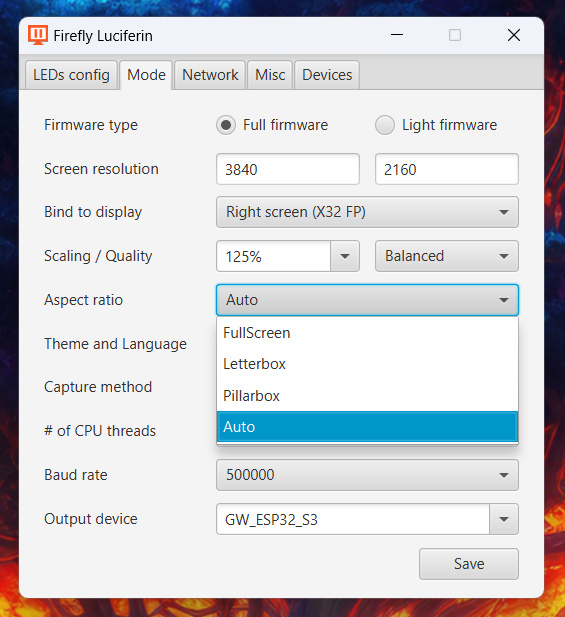 Firefly Luciferin
LEDs config Mode Network Misc Devices
Firmware type Full firmware Light firmware
Screen resolution 3840 2160
Bind to display Right screen (X32 FP)
Scaling / Quality 125% Balanced
Aspect ratio Auto
FullScreen
Theme and Language
Letterbox
Capture method
Pillarbox
# of CPU threads
Auto
Baud rate 500000
Output device GW_ESP32_S3
Save